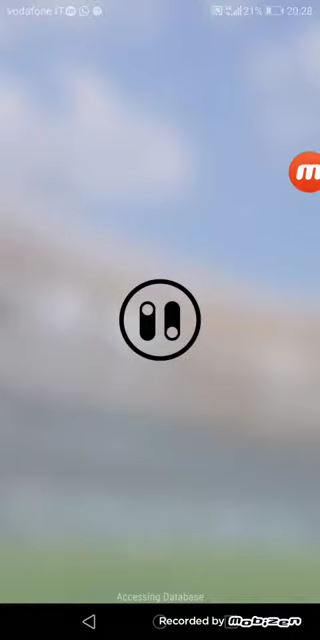 vodafone IT 21% 20:28
m
Accessing Database
Recorded by Mobizen